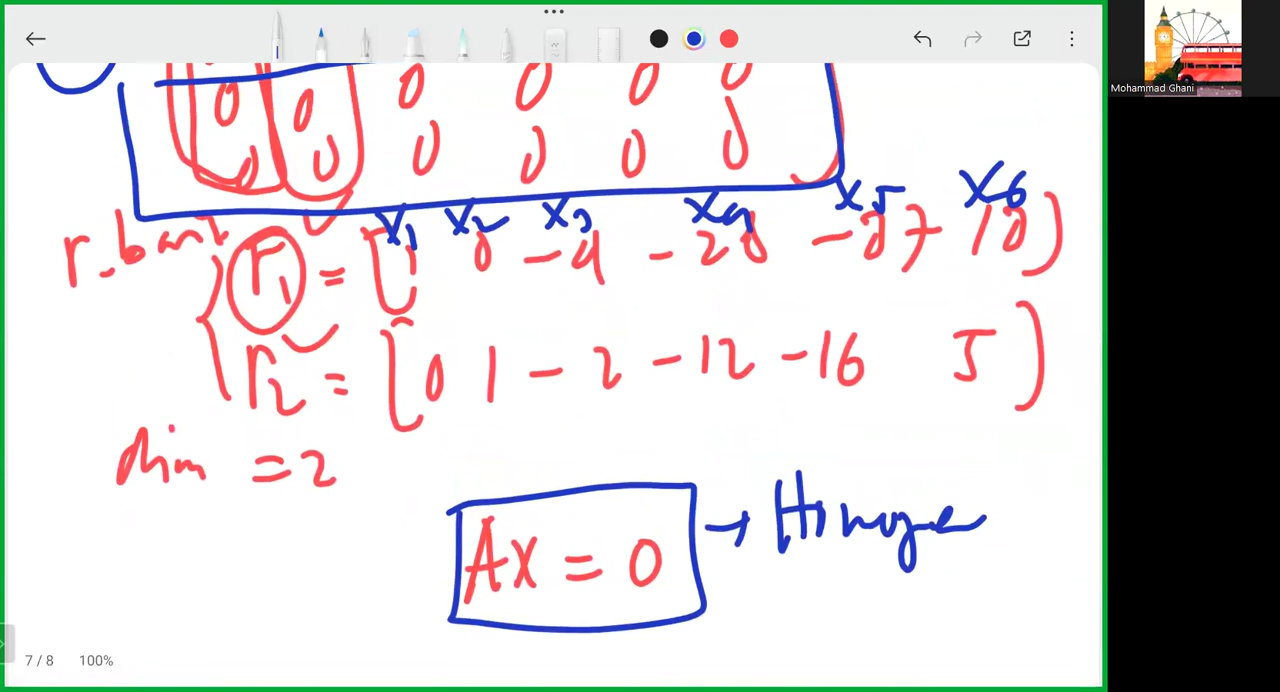 0 0 0 0 0 0
0 0 0 0 0 0
x1 x2 x3 x4 x5 x6
r1 = [1 0 -4 -28 -37 13]
r2 = [0 1 -2 -12 -16 5]
dim = 2
Ax = 0 → Homoge
7 / 8 100%
Mohammad Ghani